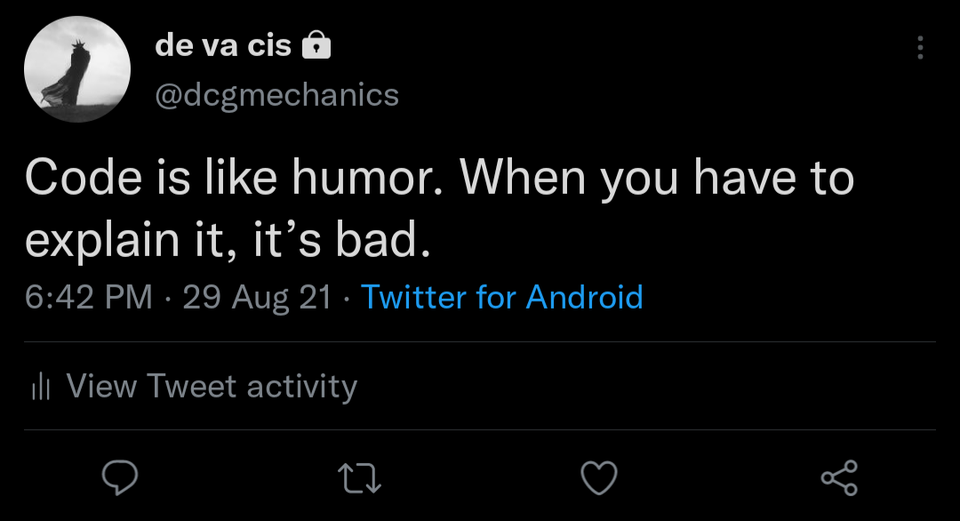 de va cis
@dcgmechanics
Code is like humor. When you have to
explain it, it’s bad.
6:42 PM · 29 Aug 21 · Twitter for Android
View Tweet activity